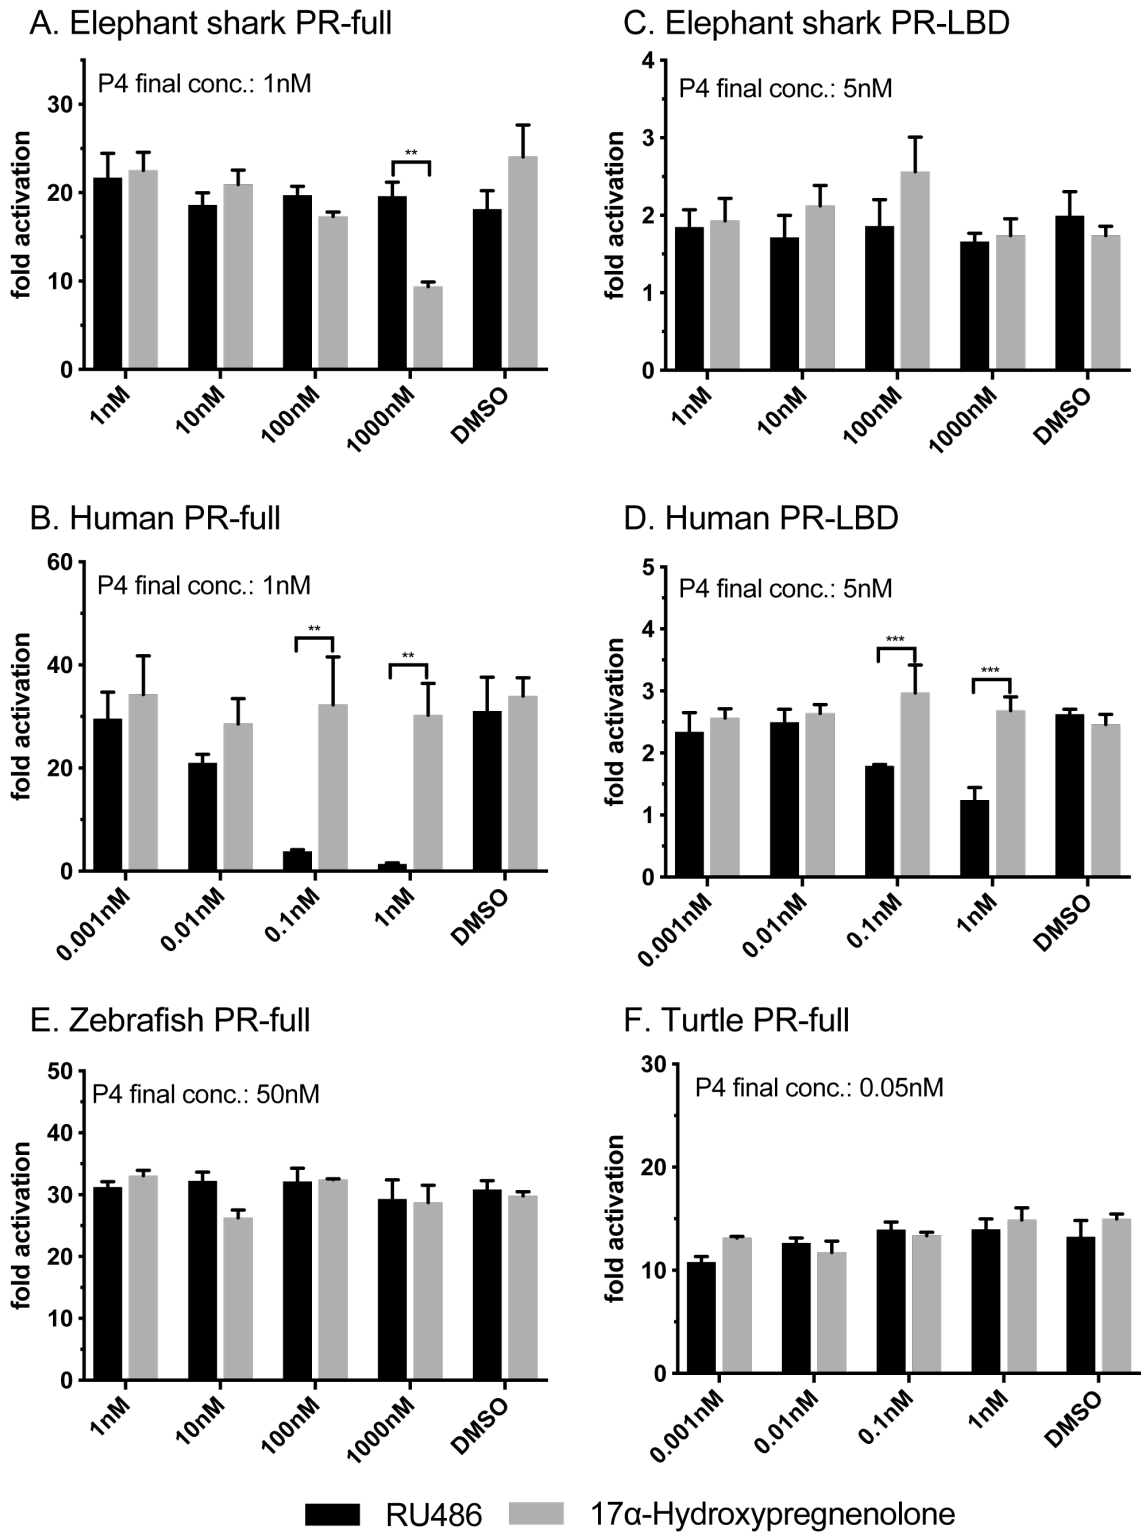 A. Elephant shark PR-full
P4 final conc.: 1nM
fold activation
30
20
10
0
**
1nM
10nM
100nM
1000nM
DMSO
C. Elephant shark PR-LBD
P4 final conc.: 5nM
fold activation
4
3
2
1
0
1nM
10nM
100nM
1000nM
DMSO
B. Human PR-full
P4 final conc.: 1nM
fold activation
60
40
20
0
**
**
0.001nM
0.01nM
0.1nM
1nM
DMSO
D. Human PR-LBD
P4 final conc.: 5nM
fold activation
5
4
3
2
1
0
***
***
0.001nM
0.01nM
0.1nM
1nM
DMSO
E. Zebrafish PR-full
P4 final conc.: 50nM
fold activation
50
40
30
20
10
0
1nM
10nM
100nM
1000nM
DMSO
F. Turtle PR-full
P4 final conc.: 0.05nM
fold activation
30
20
10
0
0.001nM
0.01nM
0.1nM
1nM
DMSO
RU486
17α-Hydroxypregnenolone